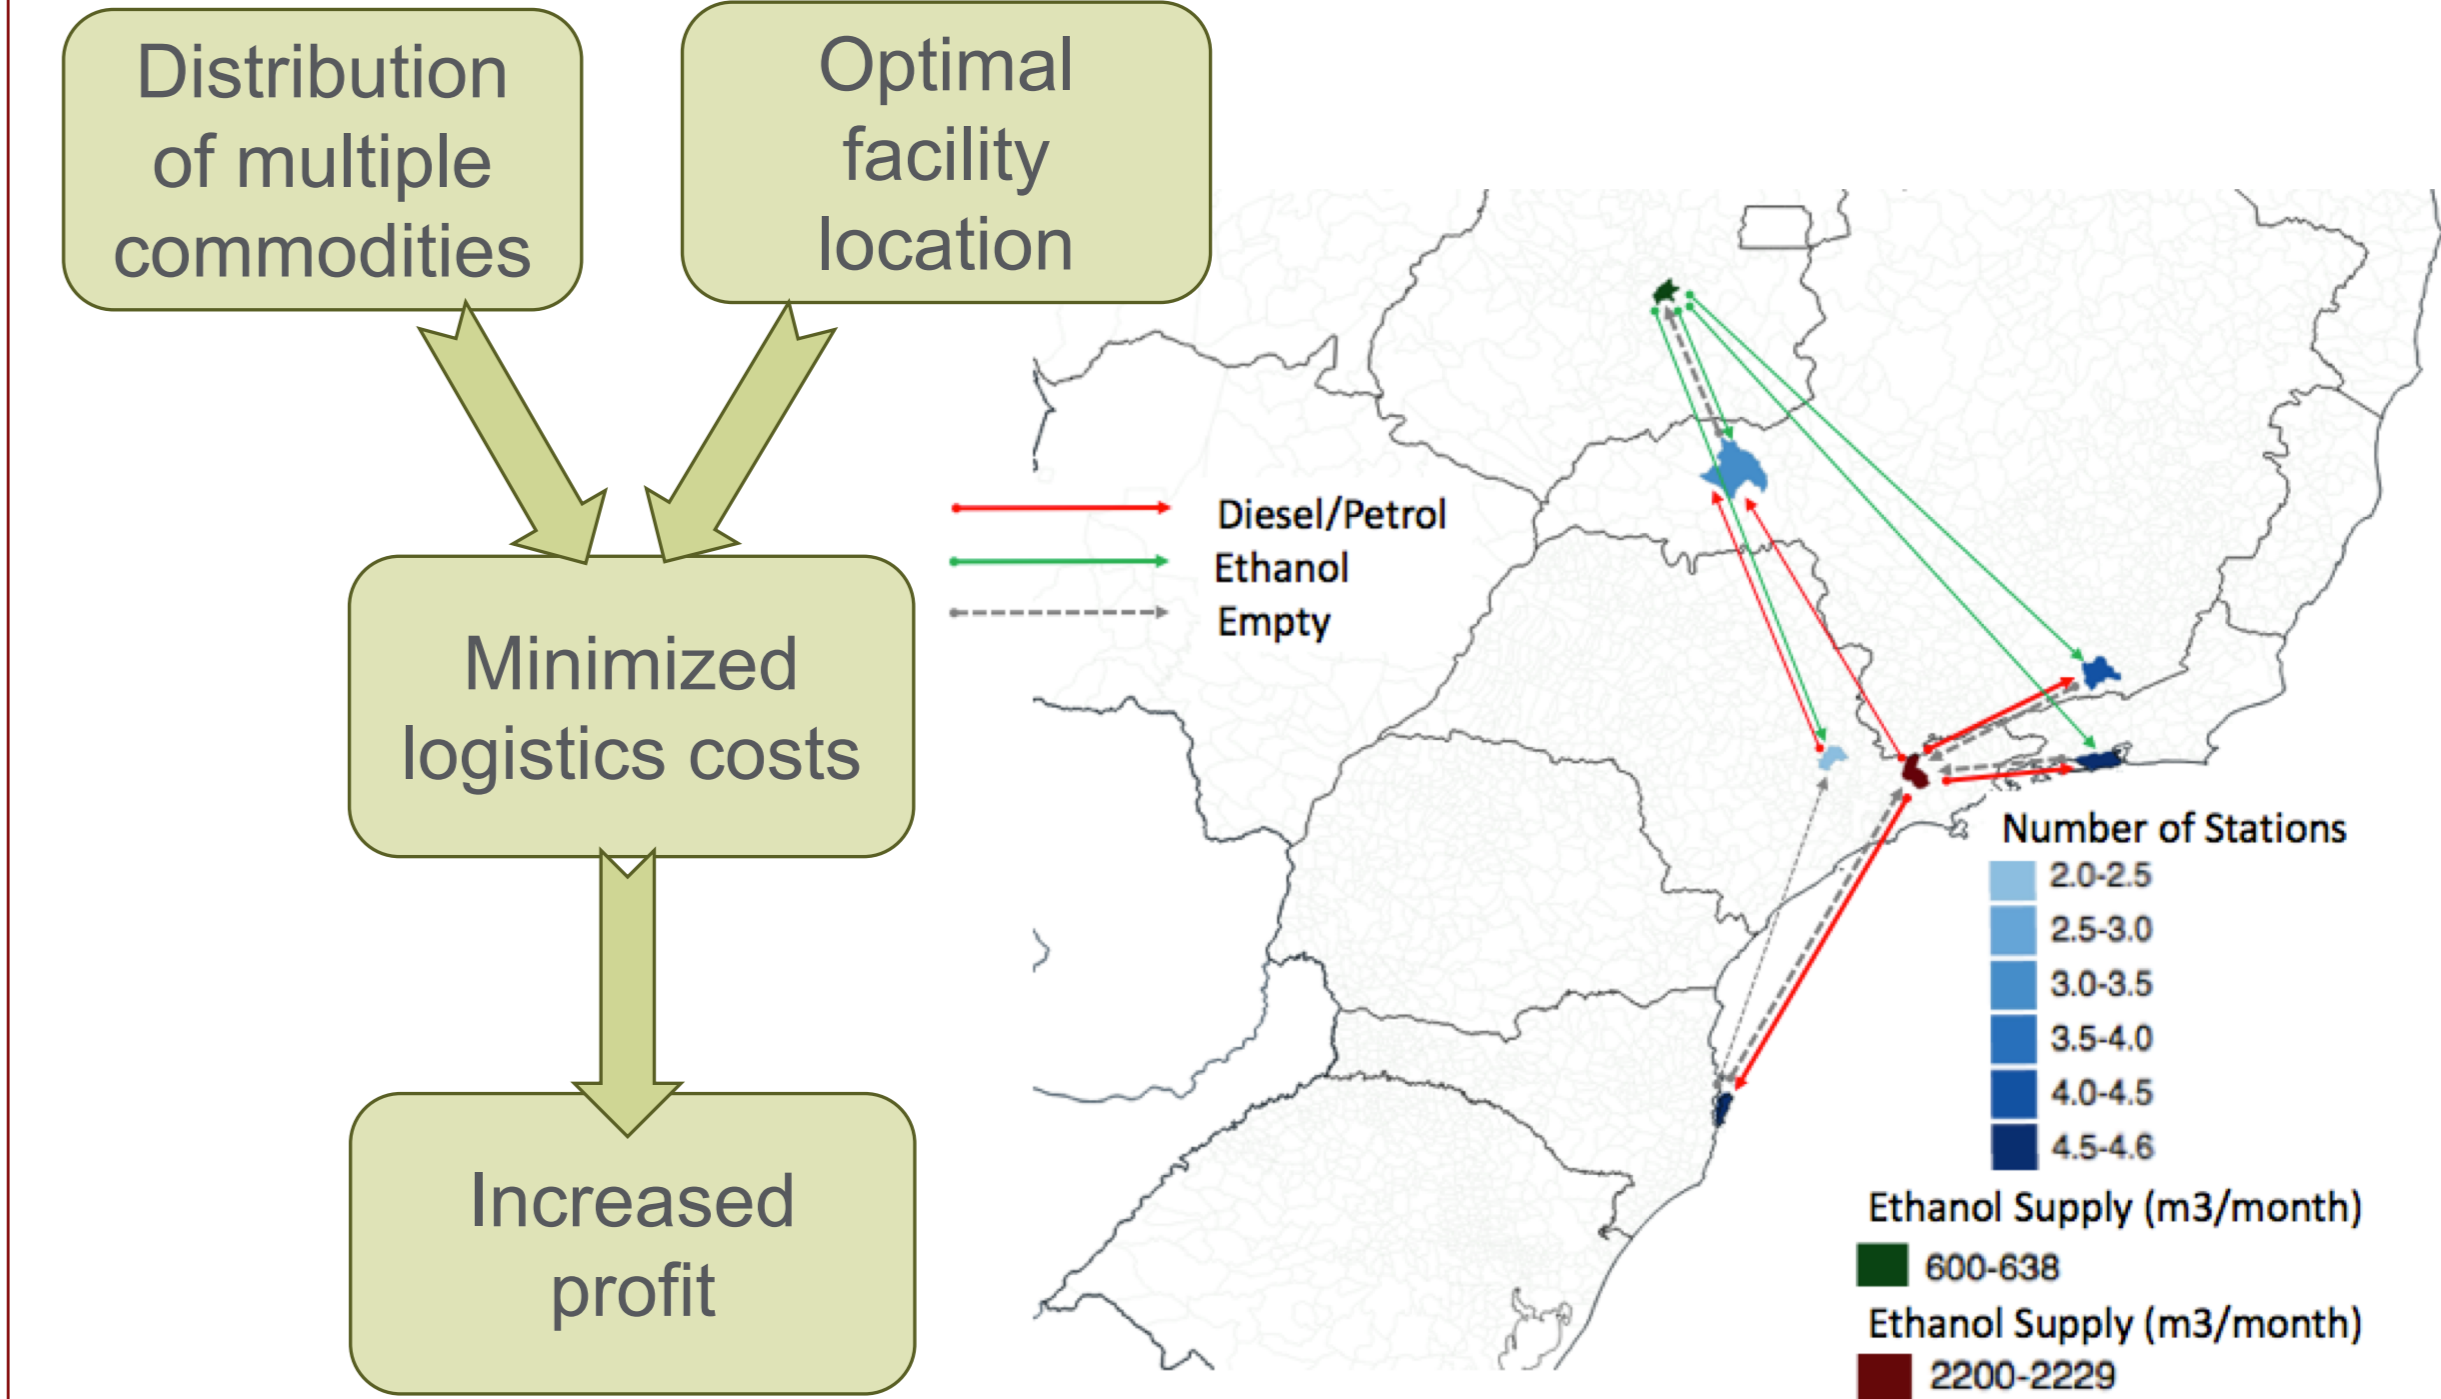 Distribution
of multiple
commodities
Optimal
facility
location
Minimized
logistics costs
Increased
profit
Diesel/Petrol
Ethanol
Empty
Number of Stations
2.0-2.5
2.5-3.0
3.0-3.5
3.5-4.0
4.0-4.5
4.5-4.6
Ethanol Supply (m3/month)
600-638
Ethanol Supply (m3/month)
2200-2229